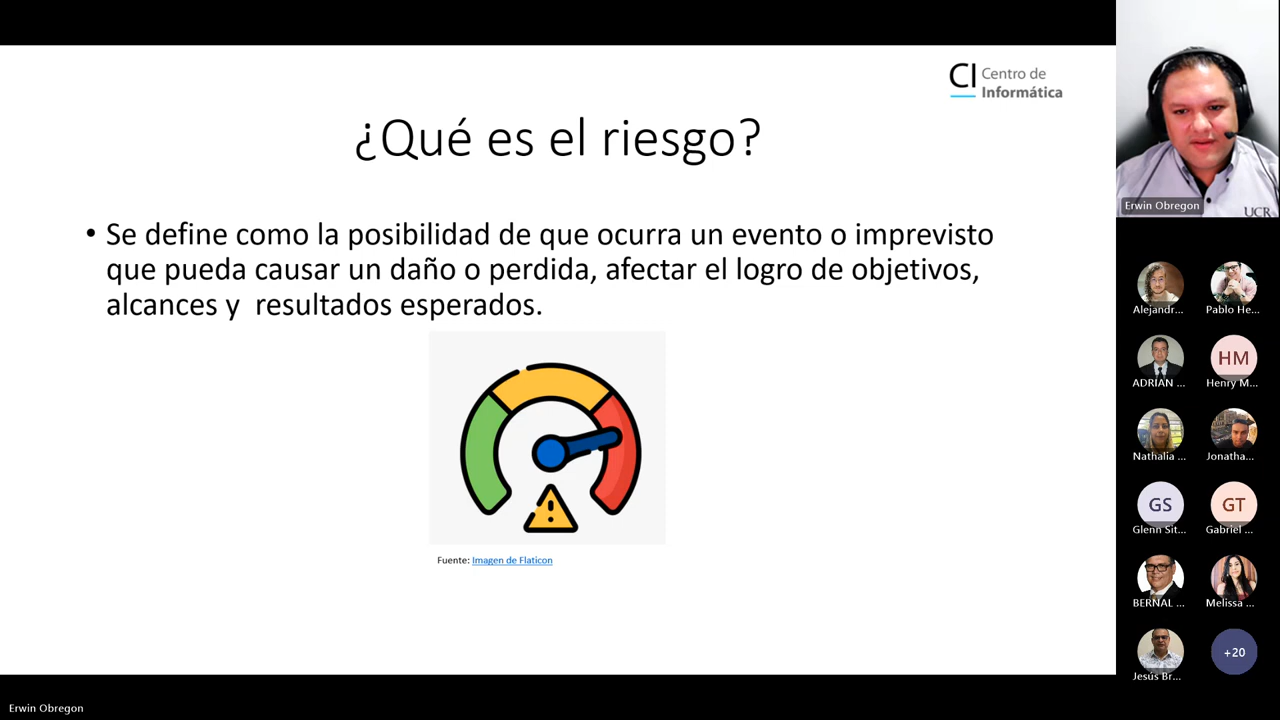 CI Centro de
Informática
¿Qué es el riesgo?
• Se define como la posibilidad de que ocurra un evento o imprevisto
que pueda causar un daño o perdida, afectar el logro de objetivos,
alcances y  resultados esperados.
Fuente: Imagen de Flaticon
Erwin Obregon
UCR
Alejandr...
Pablo He...
ADRÍAN ...
HM
Henry M...
Nathalia ...
Jonatha...
GS
GT
Glenn Sit...
Gabriel ...
BERNAL ...
Melissa ...
+20
Jesús Br...
Erwin Obregon